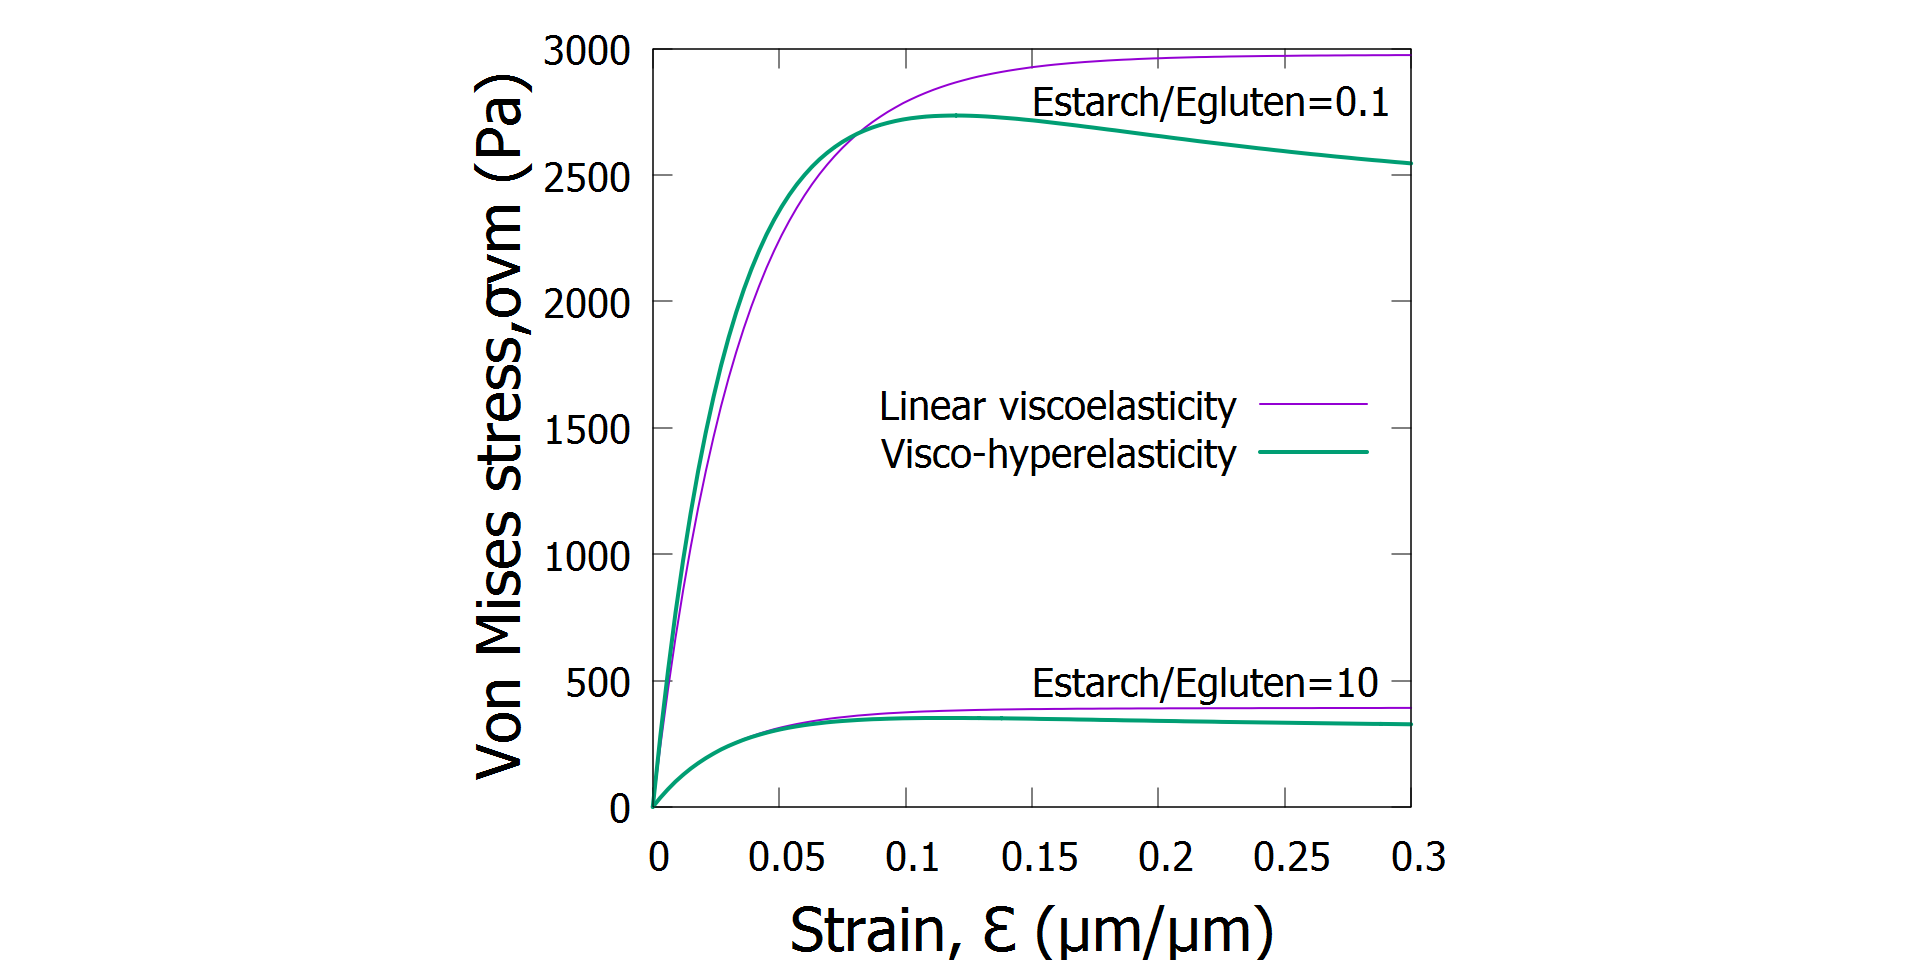 3000
2500
2000
1500
1000
500
0
Von Mises stress,σvm (Pa)
Estarch/Egluten=0.1
Linear viscoelasticity
Visco-hyperelasticity
Estarch/Egluten=10
0 0.05 0.1 0.15 0.2 0.25 0.3
Strain, Ɛ (µm/µm)